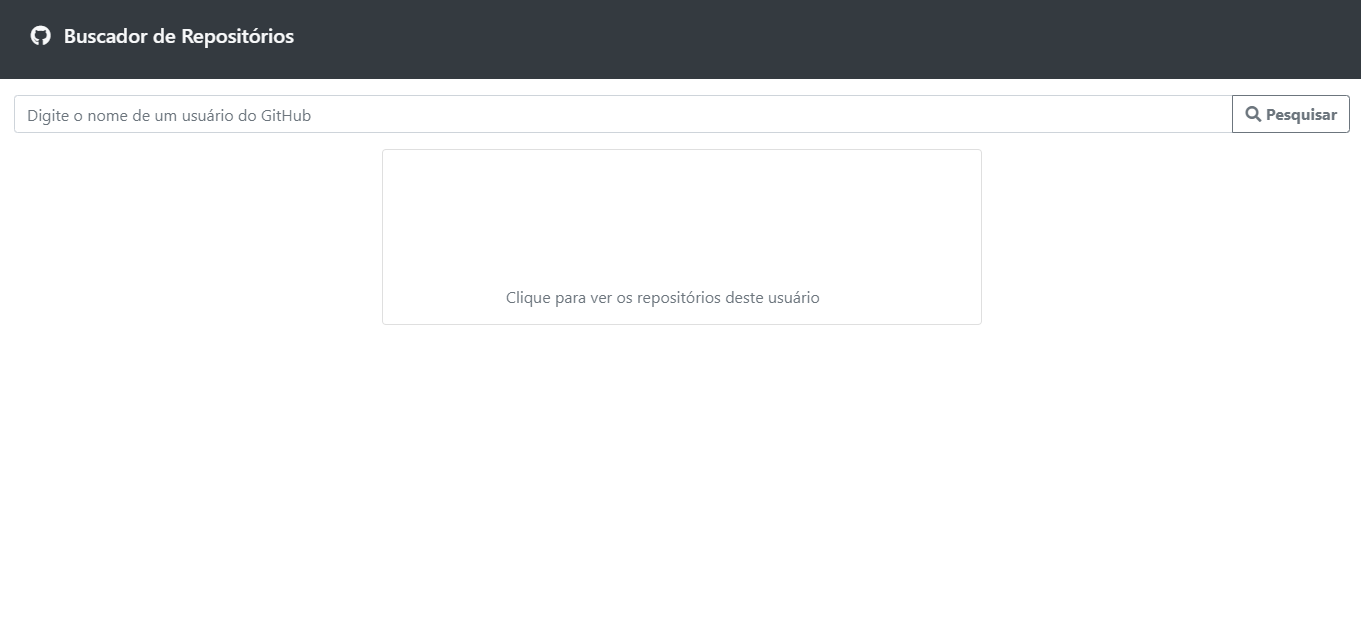 Buscador de Repositórios
Digite o nome de um usuário do GitHub
Pesquisar
Clique para ver os repositórios deste usuário